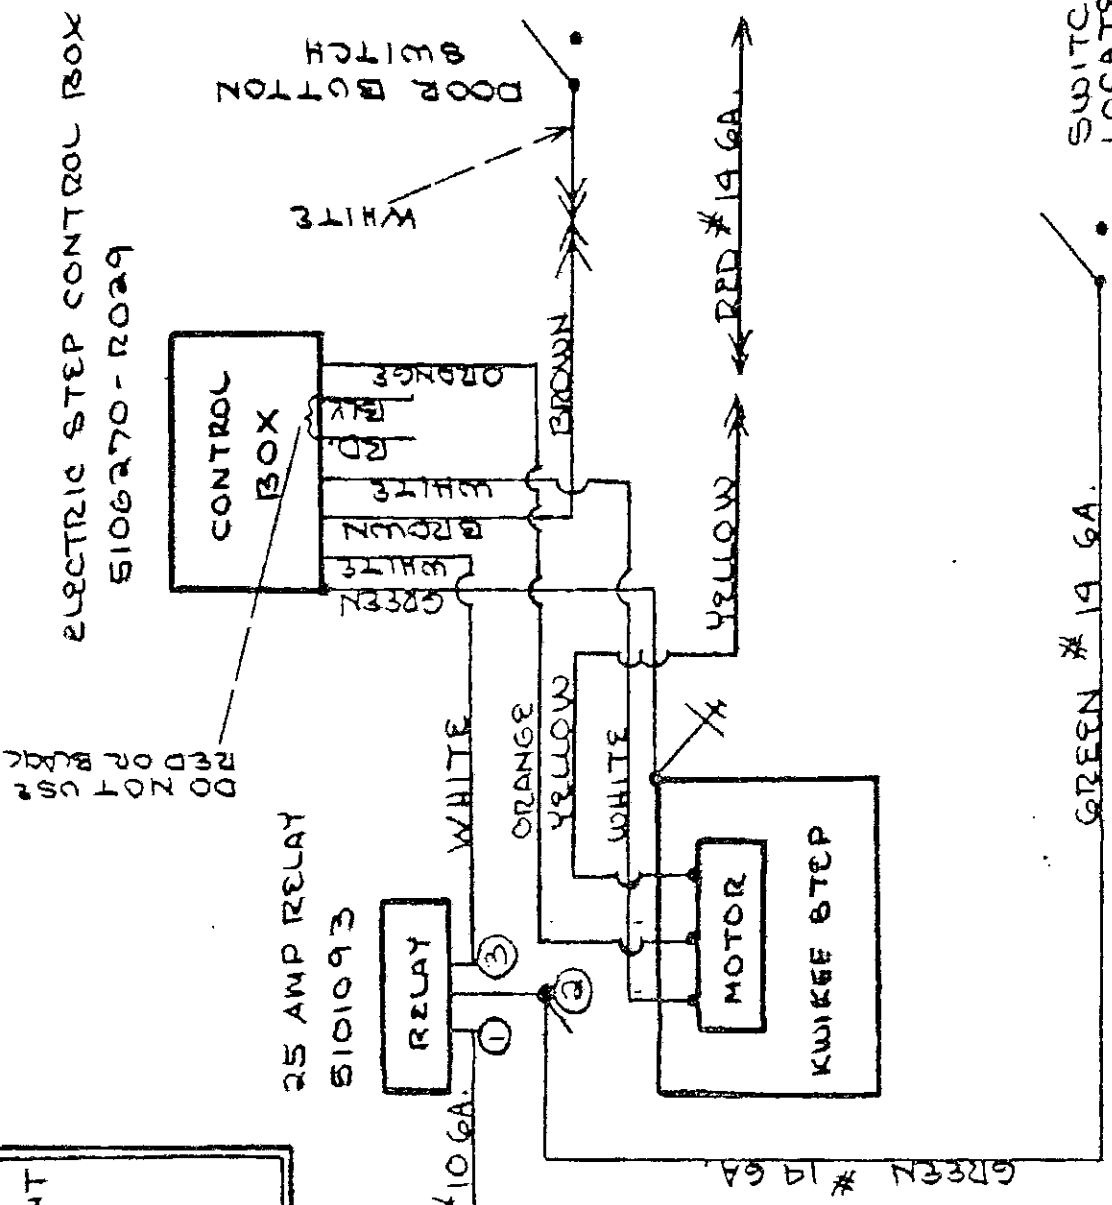 ELECTRIC STEP CONTROL BOX
5106270-R029
DOOR BUTTON
SWITCH
WHITE
CONTROL
BOX
ORANGE
BLK
RD.
WHITE
BROWN
WHITE
GREEN
BROWN
RED #14 GA.
YELLOW
DO NOT USE
RED OR BLACK
WHITE
ORANGE
YELLOW
WHITE
25 AMP RELAY
5101093
RELAY
3
2
1
MOTOR
KWIKEE STEP
10 GA.
GREEN #14 GA.
GREEN #14 GA.